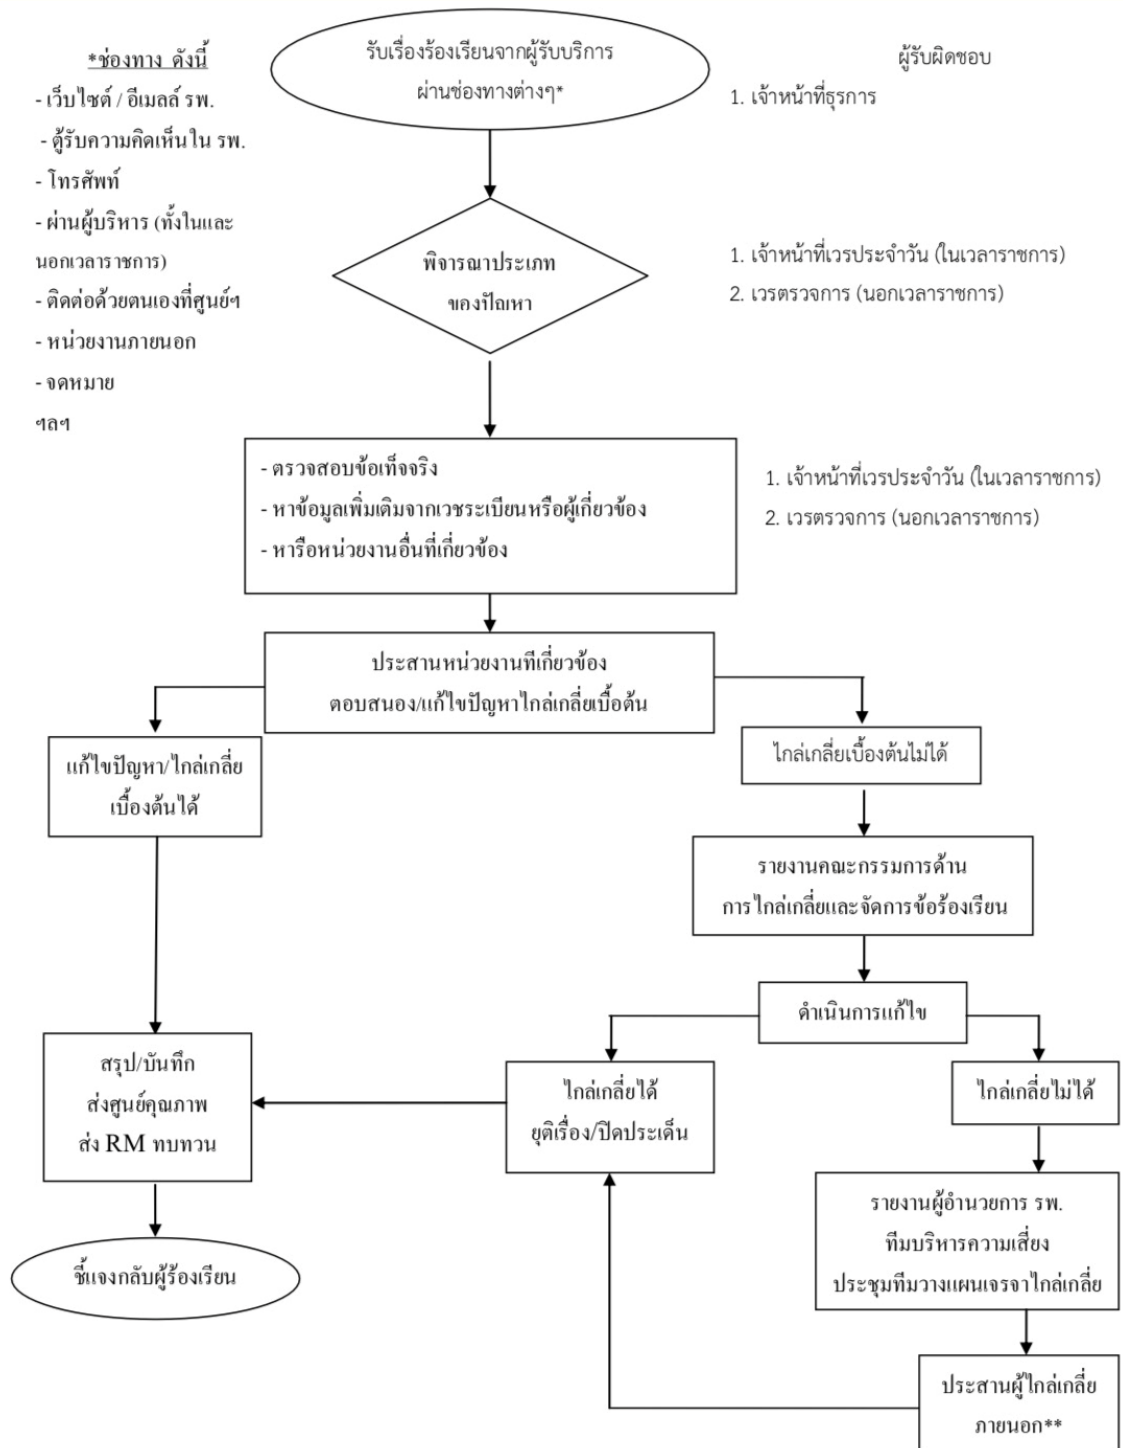 *ช่องทาง ดังนี้
- เว็บไซต์ / อีเมลล์ รพ.
- ตู้รับความคิดเห็นใน รพ.
- โทรศัพท์
- ผ่านผู้บริหาร (ทั้งในและ
นอกเวลาราชการ)
- ติดต่อด้วยตนเองที่ศูนย์ฯ
- หน่วยงานภายนอก
- จดหมาย
ฯลฯ
รับเรื่องร้องเรียนจากผู้รับบริการ
ผ่านช่องทางต่างๆ*
ผู้รับผิดชอบ
1. เจ้าหน้าที่ธุรการ
พิจารณาประเภท
ของปัญหา
1. เจ้าหน้าที่เวรประจำวัน (ในเวลาราชการ)
2. เวรตรวจการ (นอกเวลาราชการ)
- ตรวจสอบข้อเท็จจริง
- หาข้อมูลเพิ่มเติมจากเวชระเบียนหรือผู้เกี่ยวข้อง
- หารือหน่วยงานอื่นที่เกี่ยวข้อง
1. เจ้าหน้าที่เวรประจำวัน (ในเวลาราชการ)
2. เวรตรวจการ (นอกเวลาราชการ)
ประสานหน่วยงานทีเกี่ยวข้อง
ตอบสนอง/แก้ไขปัญหาไกล่เกลี่ยเบื้อต้น
แก้ไขปัญหา/ไกล่เกลี่ย
เบื้องต้นได้
ไกล่เกลี่ยเบื้องต้นไม่ได้
รายงานคณะกรรมการด้าน
การไกล่เกลี่ยและจัดการข้อร้องเรียน
ดำเนินการแก้ไข
สรุป/บันทึก
ส่งศูนย์คุณภาพ
ส่ง RM ทบทวน
ไกล่เกลี่ยได้
ยุติเรื่อง/ปิดประเด็น
ไกล่เกลี่ยไม่ได้
รายงานผู้อำนวยการ รพ.
ทีมบริหารความเสี่ยง
ประชุมทีมวางแผนเจรจาไกล่เกลี่ย
ชี้แจงกลับผู้ร้องเรียน
ประสานผู้ไกล่เกลี่ย
ภายนอก**